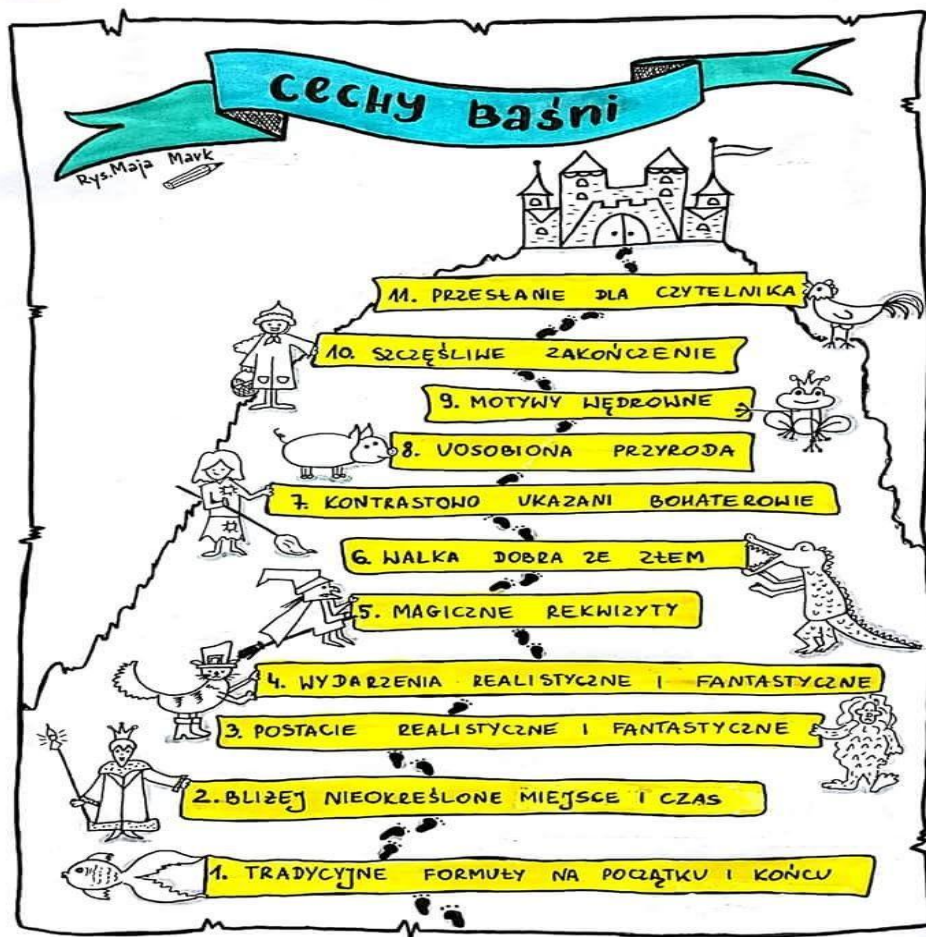 CECHY BAŚNI
Rys. Maja Mark
11. PRZESŁANIE DLA CZYTELNIKA
10. SZCZĘŚLIWE ZAKOŃCZENIE
9. MOTYWY WĘDROWNE
8. UOSOBIONA PRZYRODA
7. KONTRASTOWO UKAZANI BOHATEROWIE
6. WALKA DOBRA ZE ZŁEM
5. MAGICZNE REKWIZYTY
4. WYDARZENIA REALISTYCZNE I FANTASTYCZNE
3. POSTACIE REALISTYCZNE I FANTASTYCZNE
2. BLIŻEJ NIEOKREŚLONE MIEJSCE I CZAS
1. TRADYCYJNE FORMUŁY NA POCZĄTKU I KOŃCU